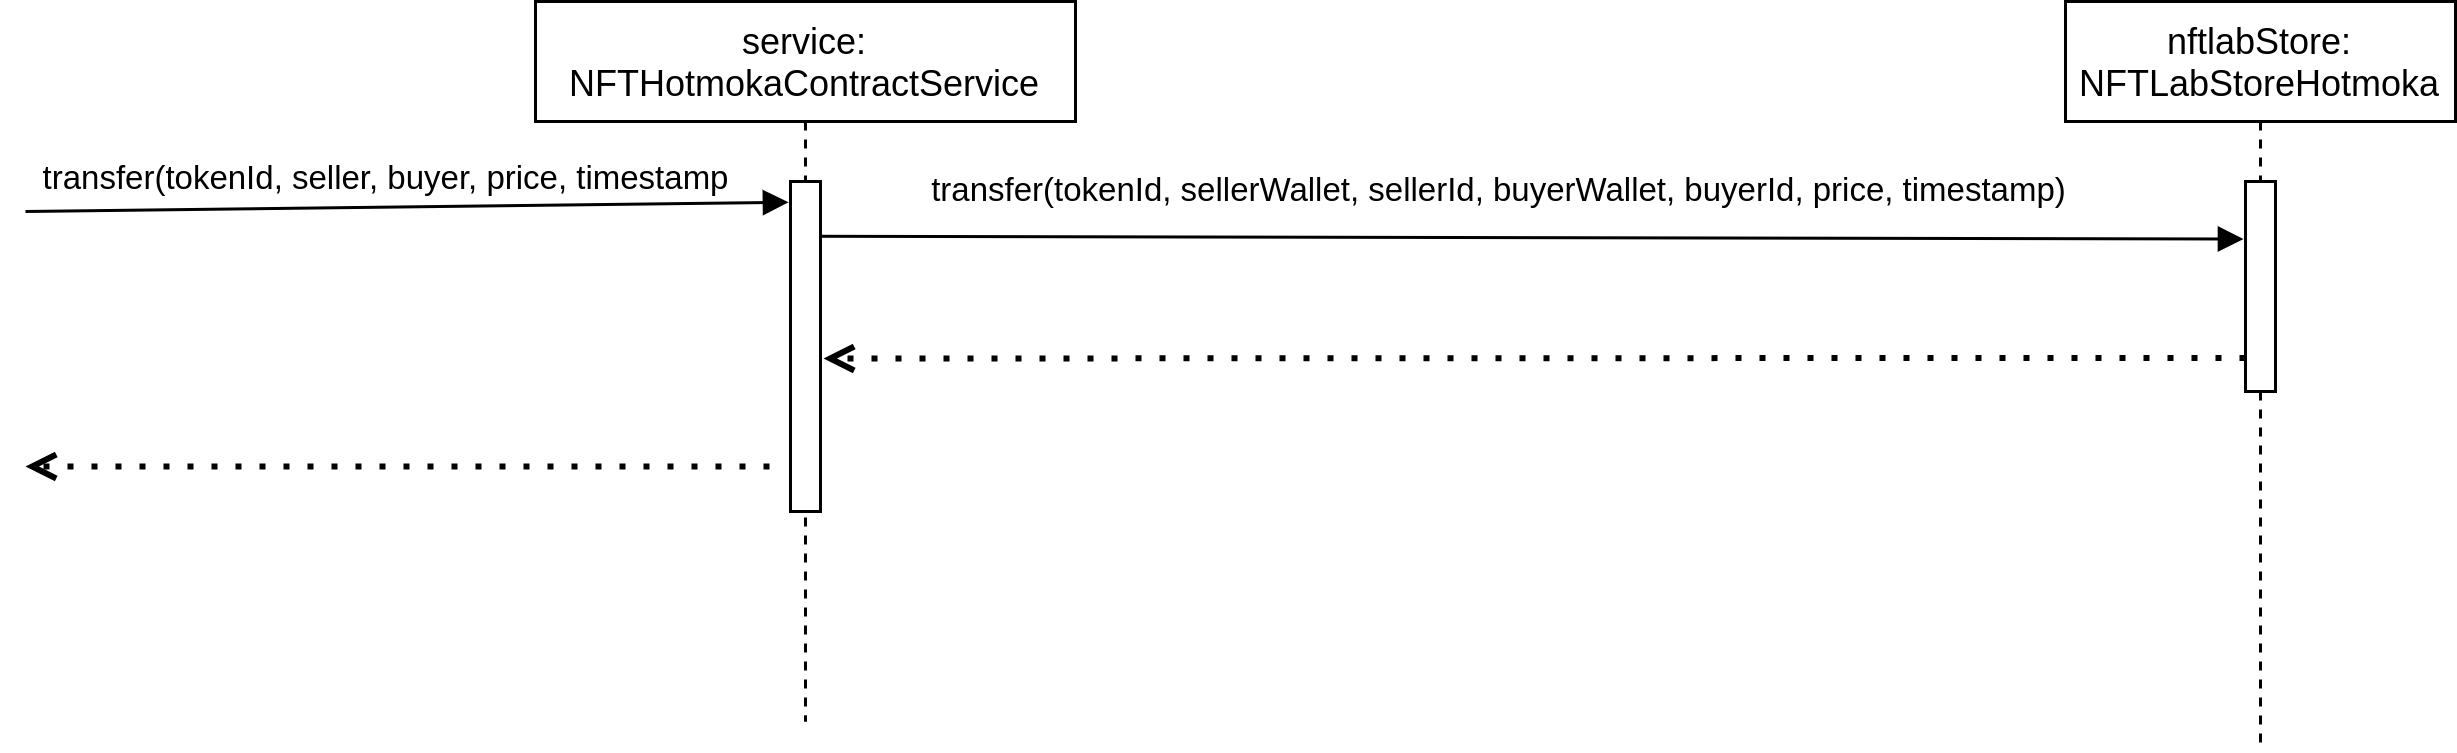 service:
NFTHotmokaContractService
nftlabStore:
NFTLabStoreHotmoka
transfer(tokenId, seller, buyer, price, timestamp
transfer(tokenId, sellerWallet, sellerId, buyerWallet, buyerId, price, timestamp)